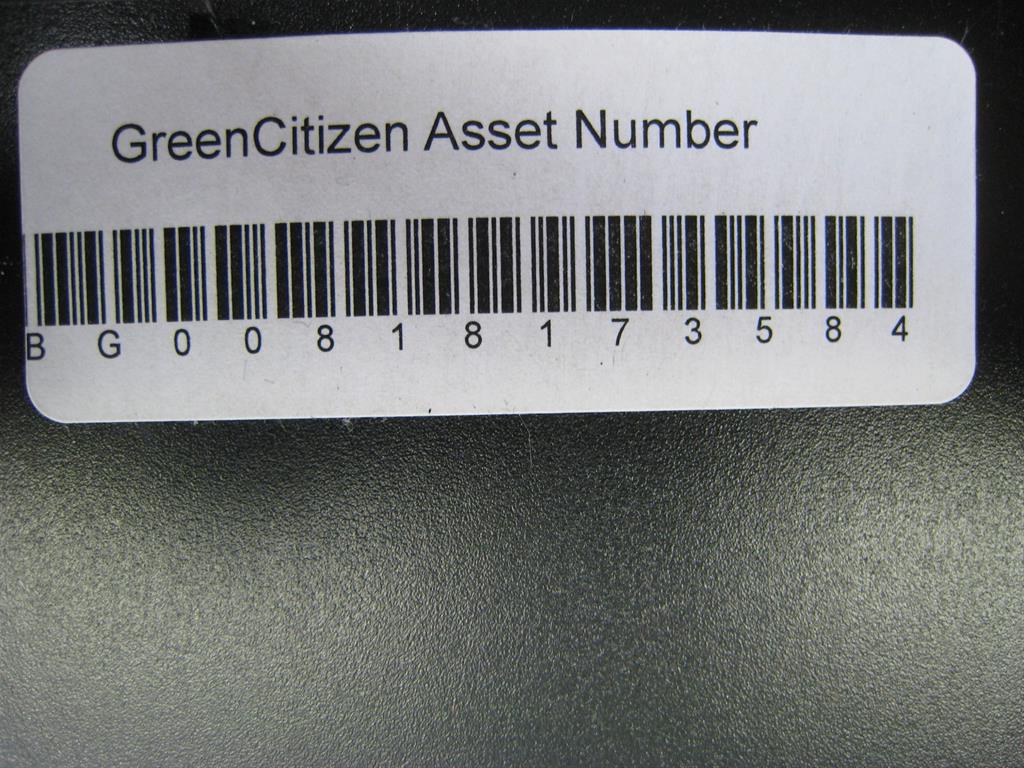 GreenCitizen Asset Number
B G 0 0 8 1 8 1 7 3 5 8 4